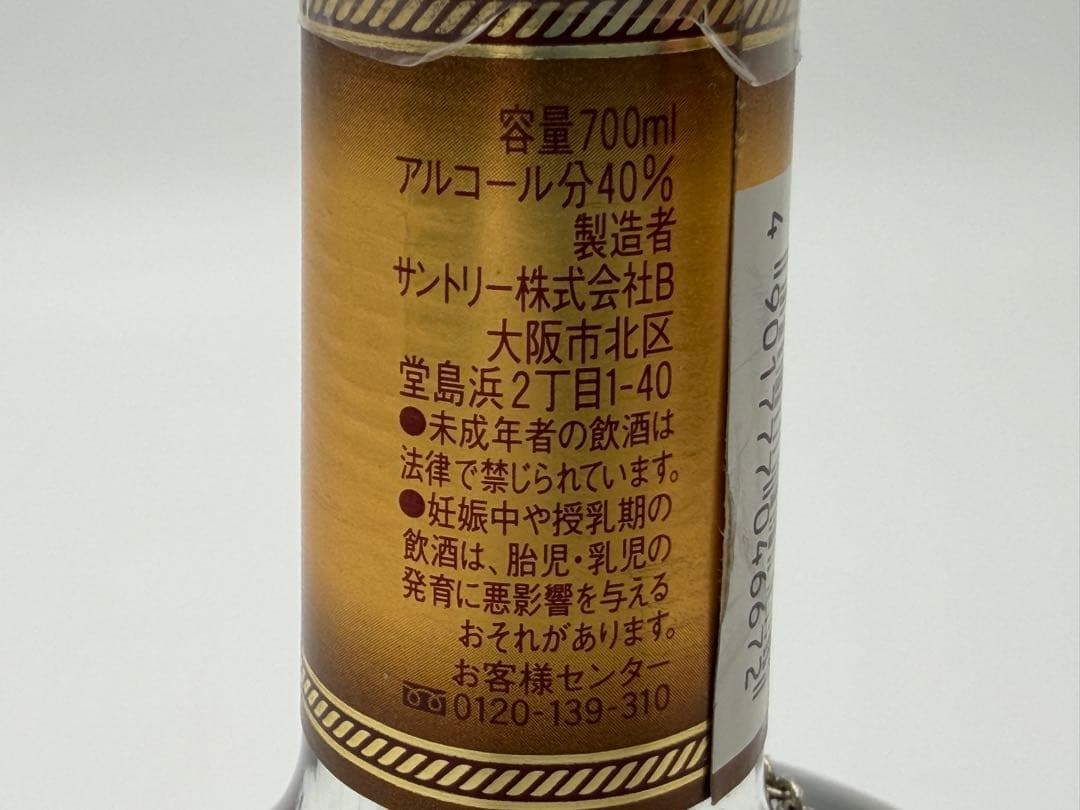 容量700ml
アルコール分40%
製造者
サントリー株式会社B
大阪市北区
堂島浜2丁目1-40
●未成年者の飲酒は
法律で禁じられています。
●妊娠中や授乳期の
飲酒は、胎児・乳児の
発育に悪影響を与える
おそれがあります。
お客様センター
0120-139-310
4 901777 046672